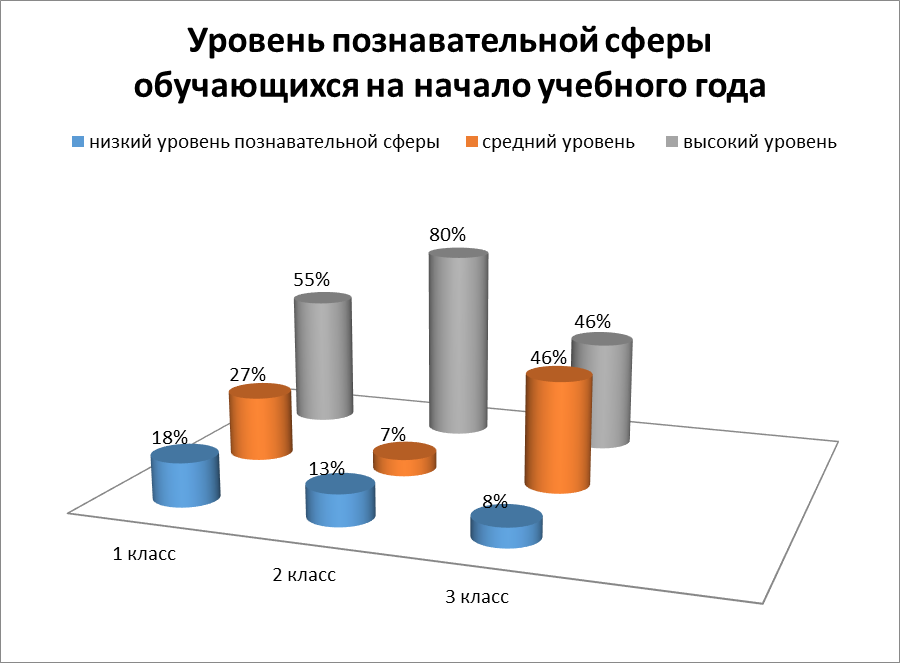 Уровень познавательной сферы
обучающихся на начало учебного года
низкий уровень познавательной сферы средний уровень высокий уровень
80%
55%
46%
46%
27%
7%
18%
13%
8%
1 класс
2 класс
3 класс